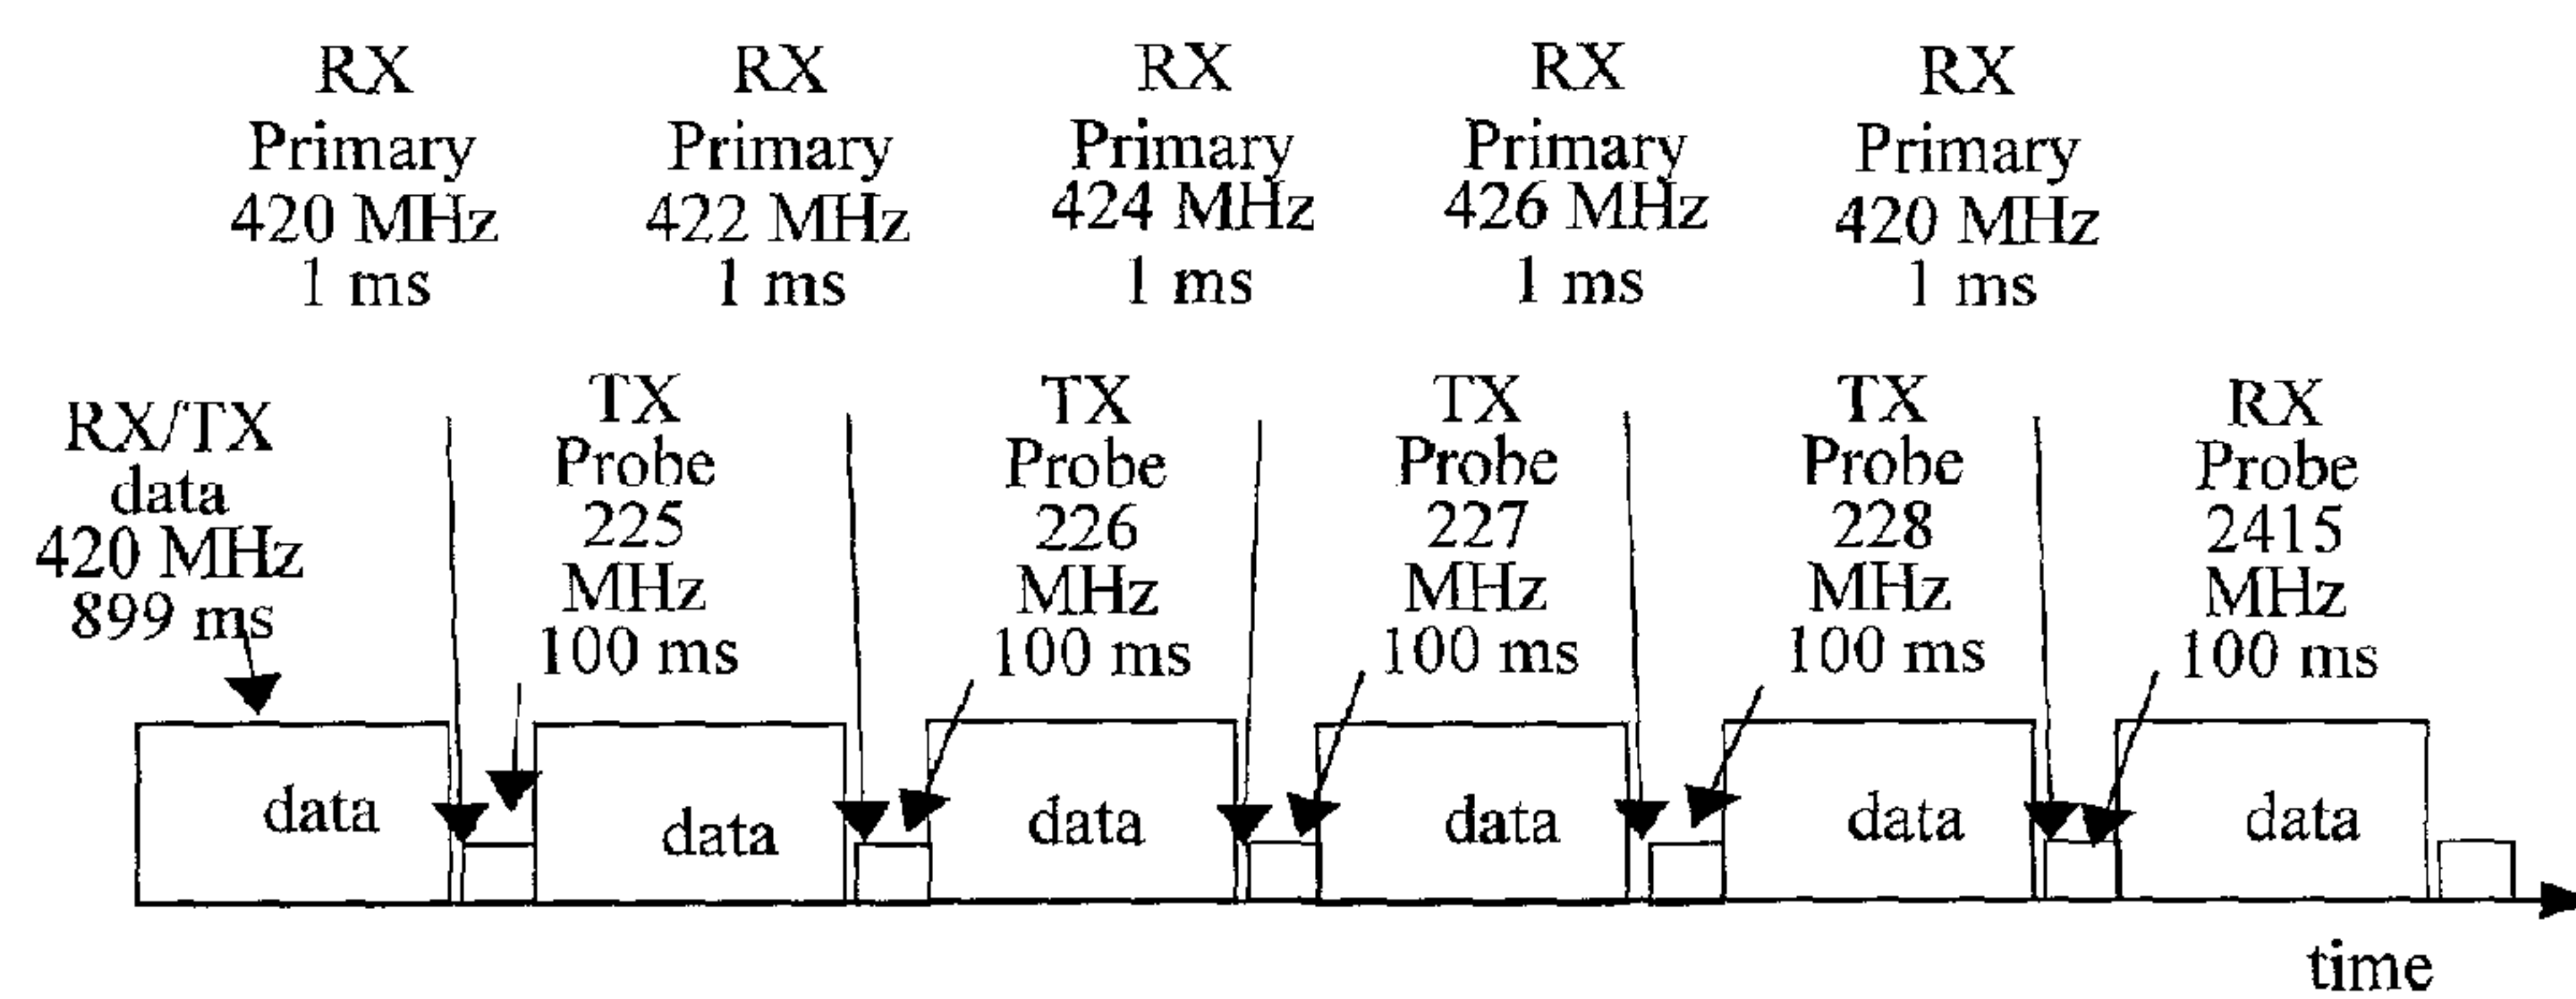 RX
Primary
420 MHz
1 ms
RX
Primary
422 MHz
1 ms
RX
Primary
424 MHz
1 ms
RX
Primary
426 MHz
1 ms
RX
Primary
420 MHz
1 ms
RX/TX
data
420 MHz
899 ms
TX
Probe
225
MHz
100 ms
TX
Probe
226
MHz
100 ms
TX
Probe
227
MHz
100 ms
TX
Probe
228
MHz
100 ms
RX
Probe
2415
MHz
100 ms
data
data
data
data
data
data
time